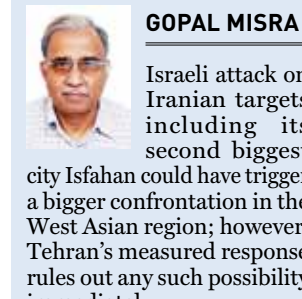 GOPAL MISRA
Israeli attack on
Iranian targets
including its
second biggest
city Isfahan could have trigger
a bigger confrontation in the
West Asian region; however
Tehran's measured response
rules out any such possibility